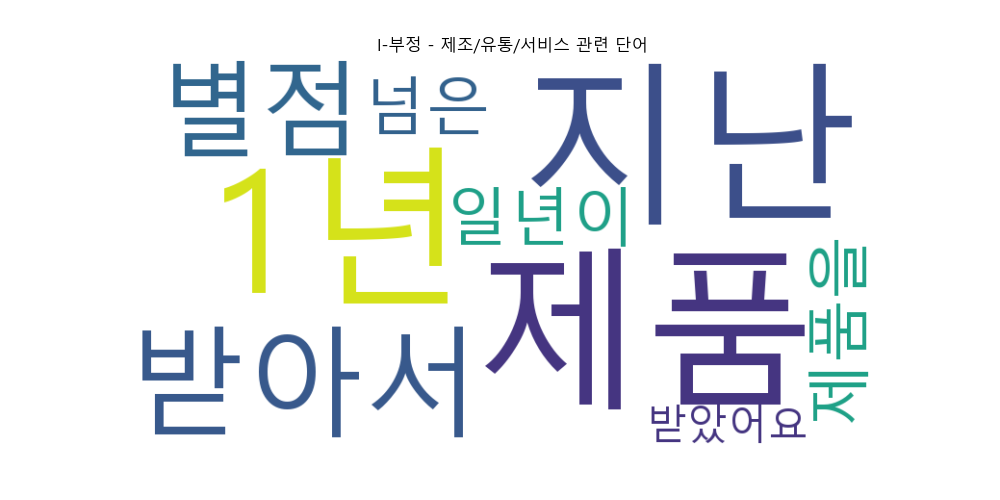 I-부정 - 제조/유통/서비스 관련 단어
별점
넘은
지난
1년
일년이
제품
제품을
받아서
받았어요